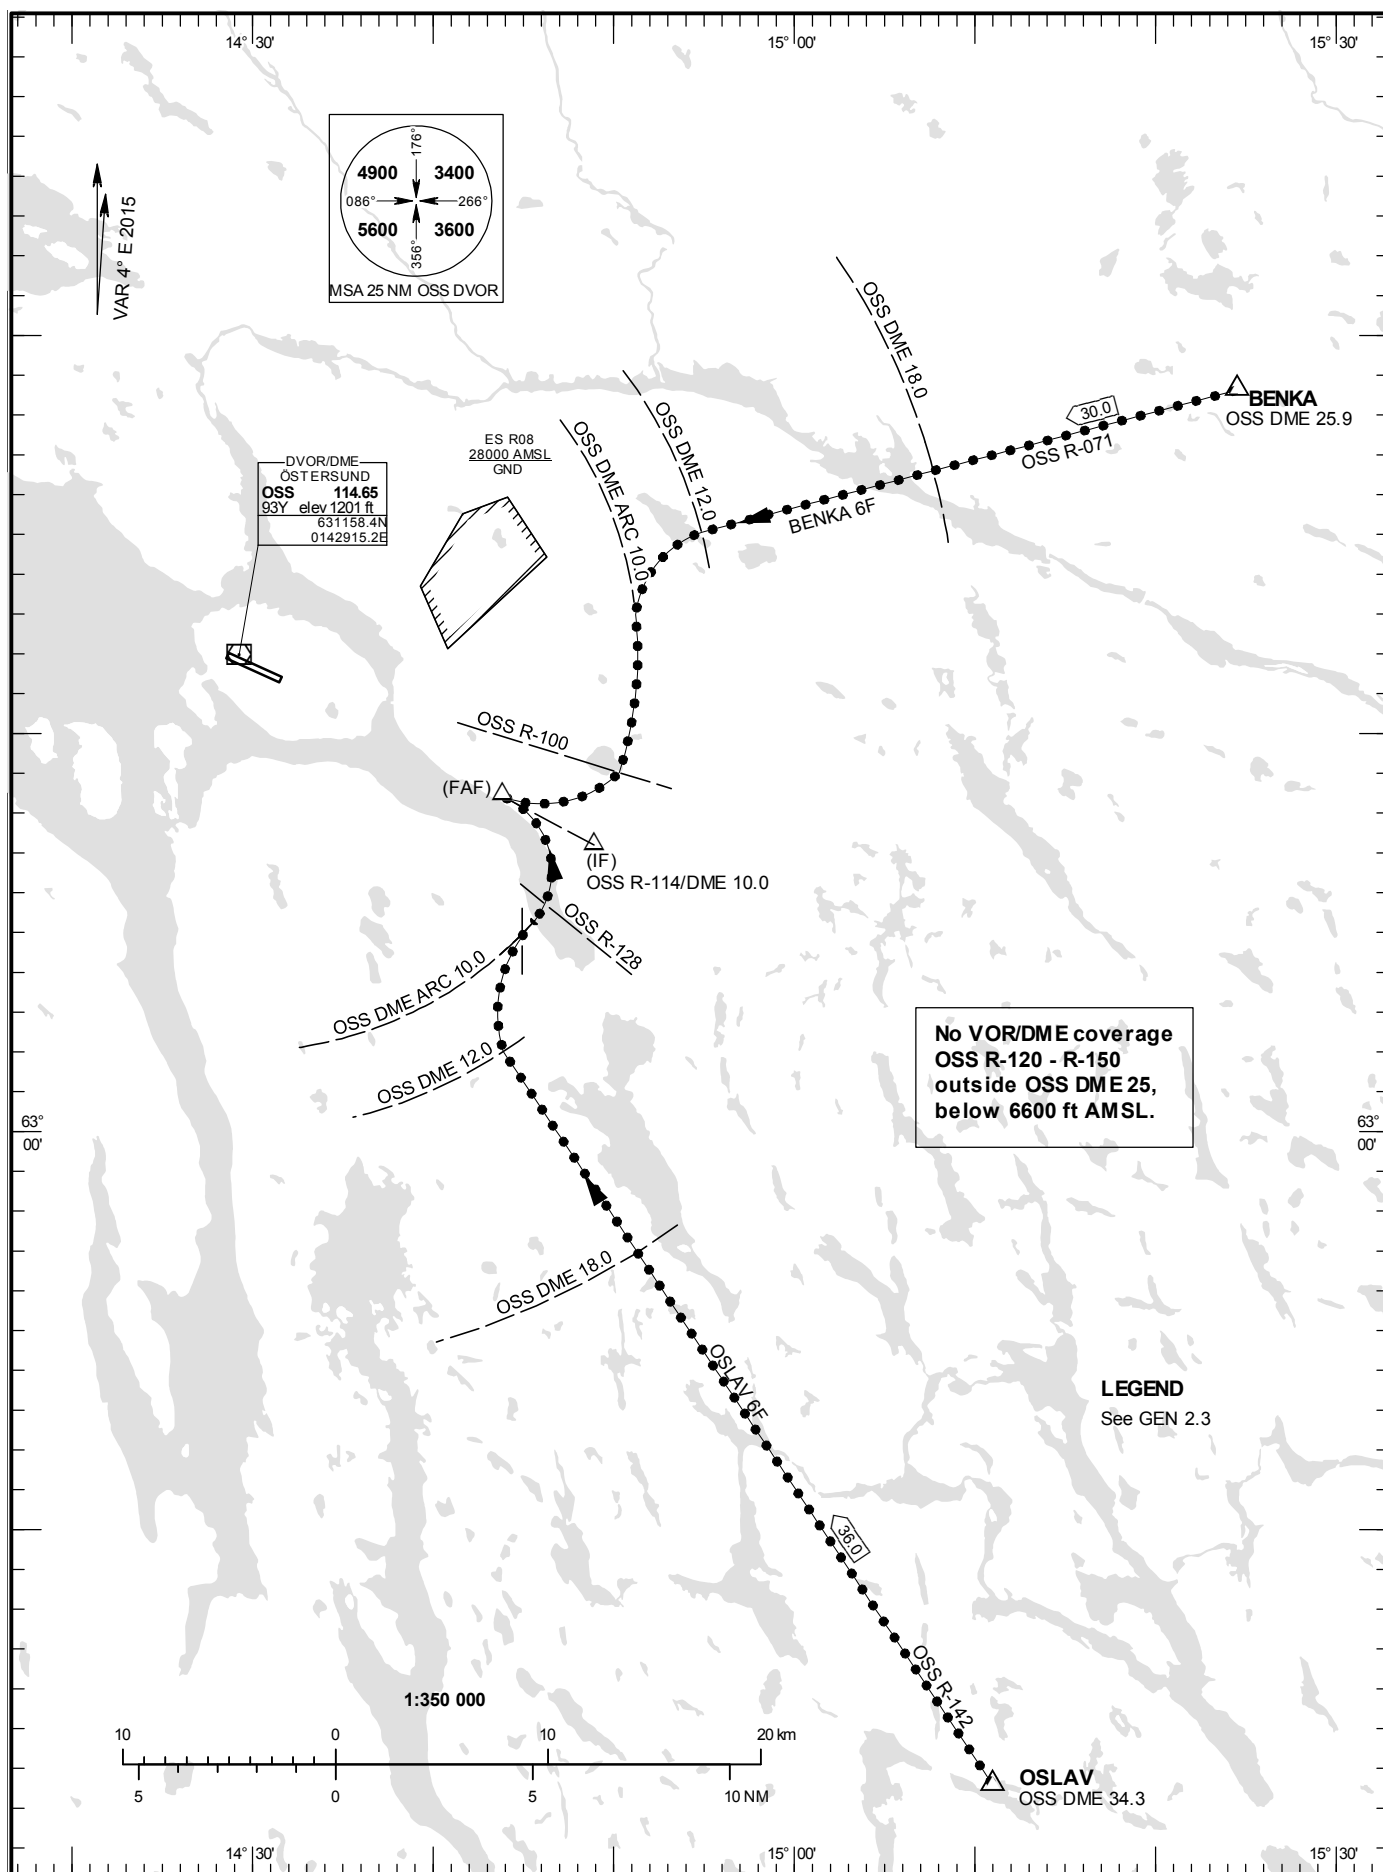 14° 30'
15° 00'
15° 30'
176°
4900
3400
086°
266°
5600
3600
356°
MSA 25 NM OSS DVOR
VAR 4° E 2015
OSS DME 18.0
30.0
BENKA
OSS DME 25.9
OSS R-071
BENKA 6F
OSS DME 12.0
OSS DME ARC 10.0
ES R08
28000 AMSL
GND
DVOR/DME
ÖSTERSUND
OSS 114.65
93Y elev 1201 ft
631158.4N
0142915.2E
OSS R-100
(FAF)
(IF)
OSS R-114/DME 10.0
OSS R-128
OSS DME ARC 10.0
OSS DME 12.0
No VOR/DME coverage
OSS R-120 - R-150
outside OSS DME 25,
below 6600 ft AMSL.
63°
00'
63°
00'
OSS DME 18.0
OSLAV 6F
LEGEND
See GEN 2.3
36.0
OSS R-142
1:350 000
10 0 10 20 km
5 0 5 10 NM
OSLAV
OSS DME 34.3
14° 30'
15° 00'
15° 30'